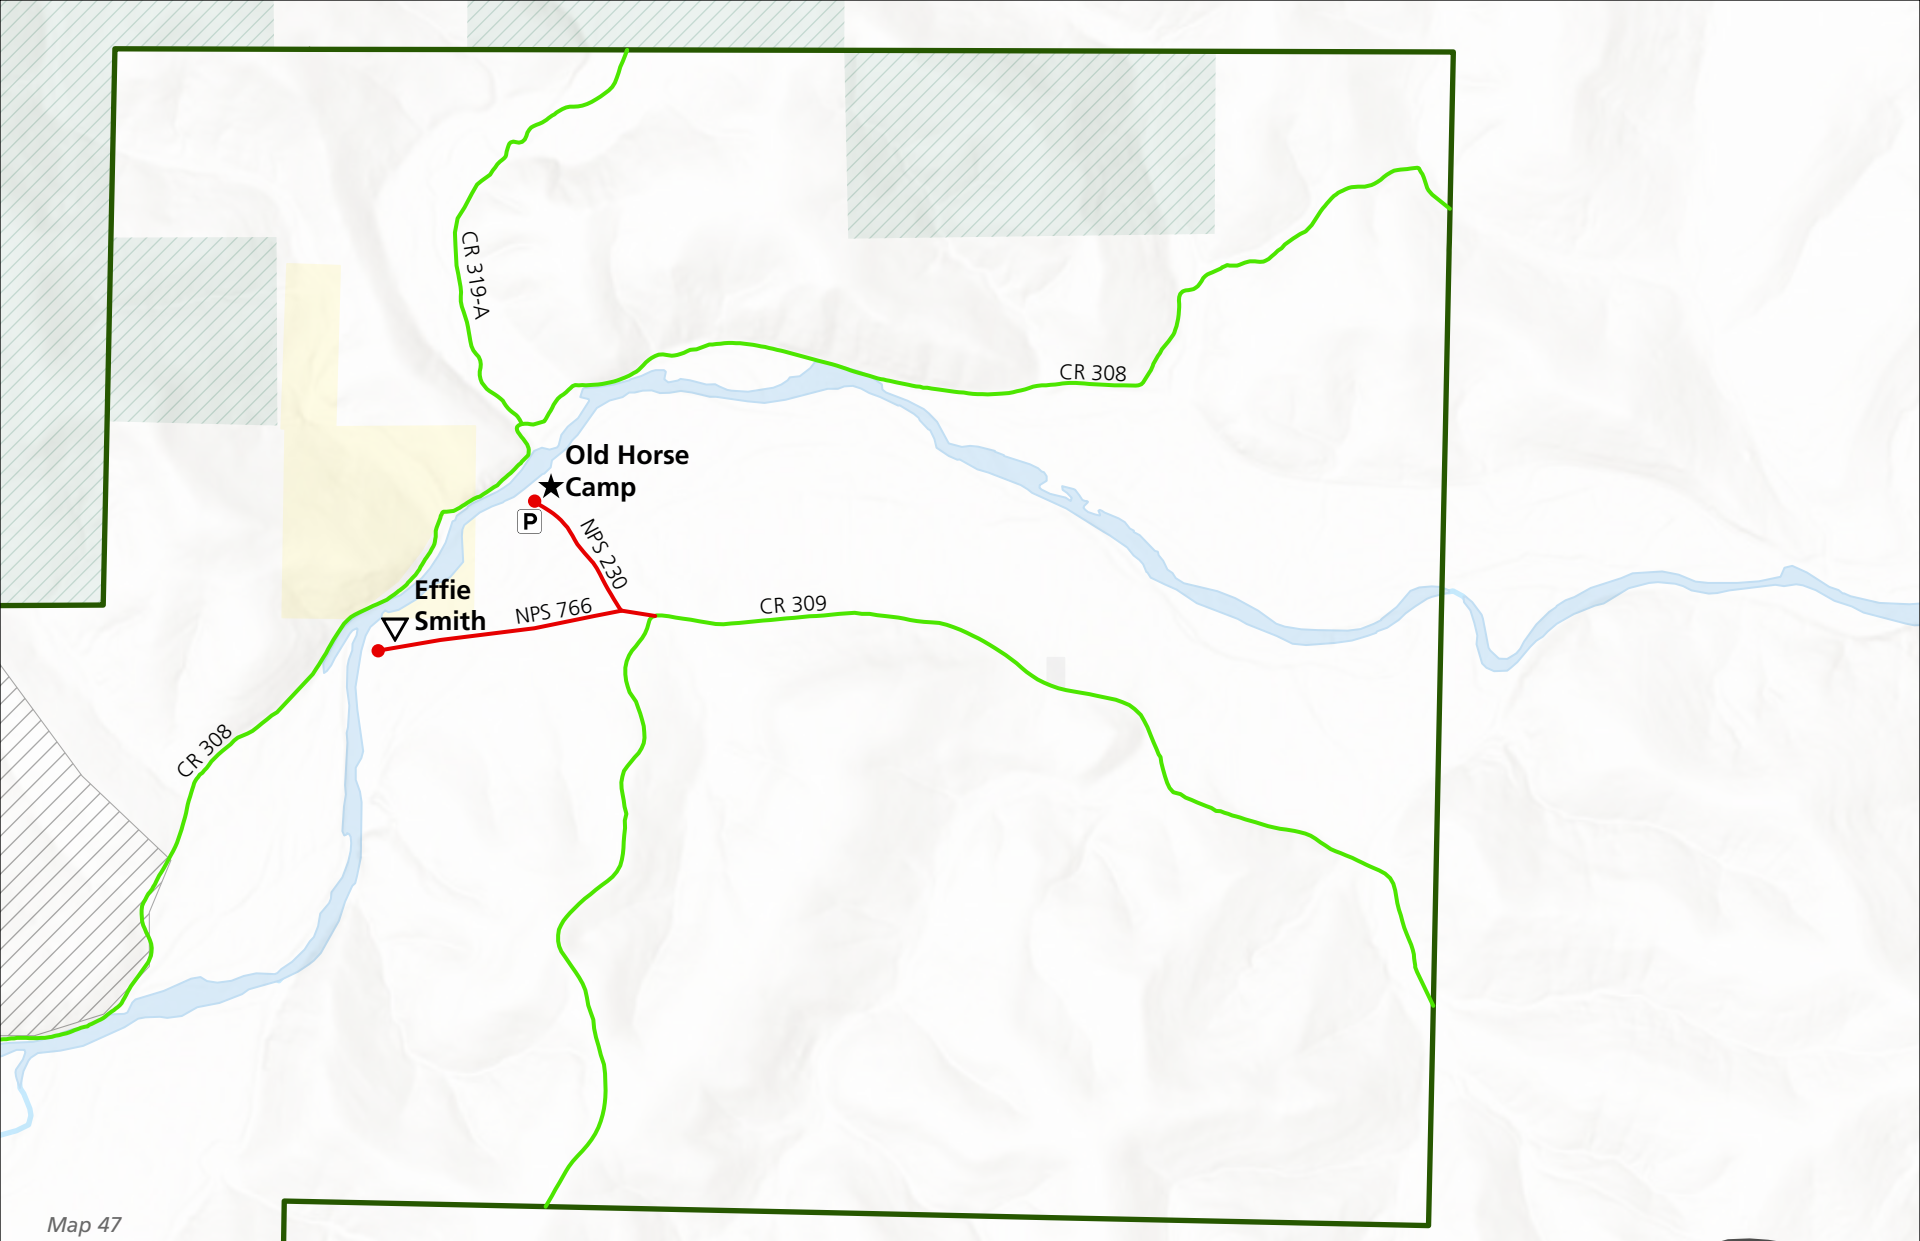 CR 319-A
CR 308
Old Horse
Camp
P
NPS 230
Effie
Smith
NPS 766
CR 309
CR 308
Map 47